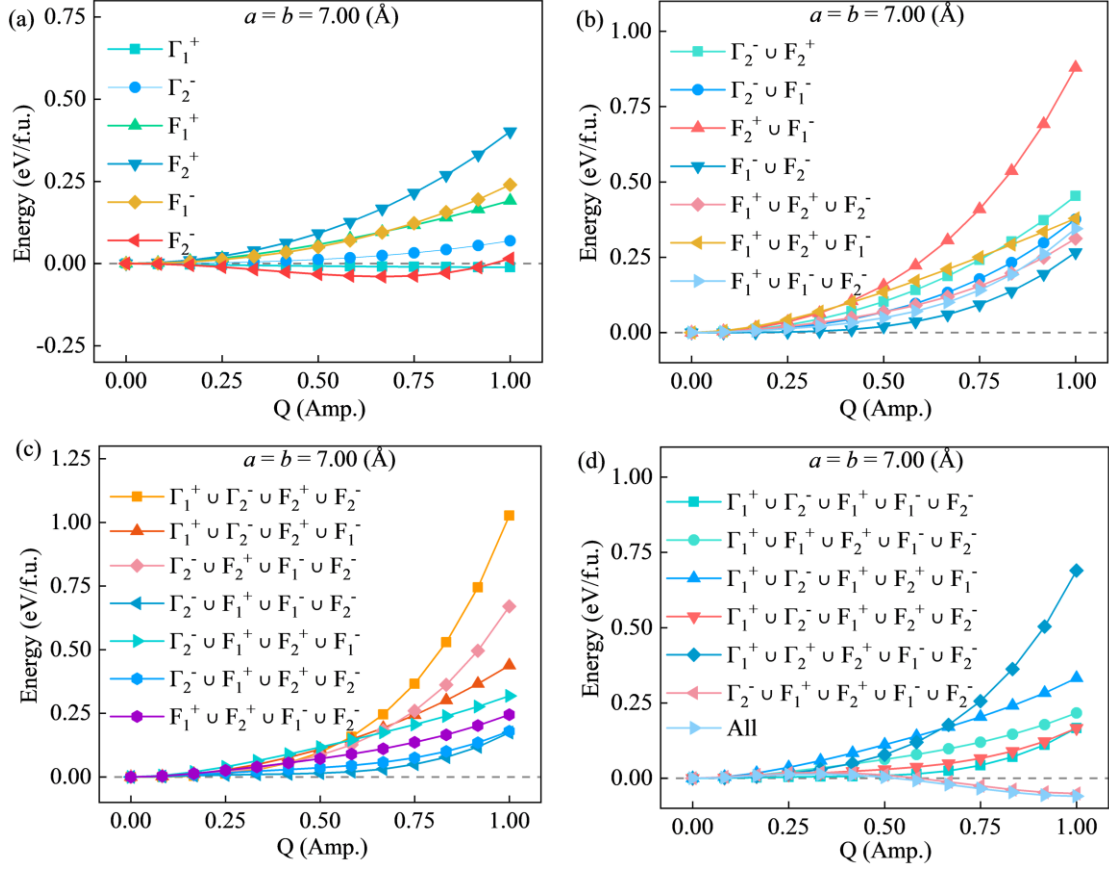 (a)
a = b = 7.00 (Å)
Γ₁⁺
Γ₂⁻
F₁⁺
F₂⁺
F₁⁻
F₂⁻
0.75
0.50
0.25
0.00
-0.25
Energy (eV/f.u.)
0.00 0.25 0.50 0.75 1.00
Q (Amp.)
(b)
a = b = 7.00 (Å)
Γ₂⁻ ∪ F₂⁺
Γ₂⁻ ∪ F₁⁻
F₂⁺ ∪ F₁⁻
F₁⁻ ∪ F₂⁻
F₁⁺ ∪ F₂⁺ ∪ F₂⁻
F₁⁺ ∪ F₂⁺ ∪ F₁⁻
F₁⁺ ∪ F₁⁻ ∪ F₂⁻
1.00
0.75
0.50
0.25
0.00
Energy (eV/f.u.)
0.00 0.25 0.50 0.75 1.00
Q (Amp.)
(c)
a = b = 7.00 (Å)
Γ₁⁺ ∪ Γ₂⁻ ∪ F₂⁺ ∪ F₂⁻
Γ₁⁺ ∪ Γ₂⁻ ∪ F₂⁺ ∪ F₁⁻
Γ₂⁻ ∪ F₂⁺ ∪ F₁⁻ ∪ F₂⁻
Γ₂⁻ ∪ F₁⁺ ∪ F₁⁻ ∪ F₂⁻
Γ₂⁻ ∪ F₁⁺ ∪ F₂⁺ ∪ F₁⁻
Γ₂⁻ ∪ F₁⁺ ∪ F₂⁺ ∪ F₂⁻
F₁⁺ ∪ F₂⁺ ∪ F₁⁻ ∪ F₂⁻
1.25
1.00
0.75
0.50
0.25
0.00
Energy (eV/f.u.)
0.00 0.25 0.50 0.75 1.00
Q (Amp.)
(d)
a = b = 7.00 (Å)
Γ₁⁺ ∪ Γ₂⁻ ∪ F₁⁺ ∪ F₁⁻ ∪ F₂⁻
Γ₁⁺ ∪ F₁⁺ ∪ F₂⁺ ∪ F₁⁻ ∪ F₂⁻
Γ₁⁺ ∪ Γ₂⁻ ∪ F₁⁺ ∪ F₂⁺ ∪ F₁⁻
Γ₁⁺ ∪ Γ₂⁻ ∪ F₁⁺ ∪ F₂⁺ ∪ F₂⁻
Γ₁⁺ ∪ Γ₂⁺ ∪ F₂⁺ ∪ F₁⁻ ∪ F₂⁻
Γ₂⁻ ∪ F₁⁺ ∪ F₂⁺ ∪ F₁⁻ ∪ F₂⁻
All
1.00
0.75
0.50
0.25
0.00
Energy (eV/f.u.)
0.00 0.25 0.50 0.75 1.00
Q (Amp.)